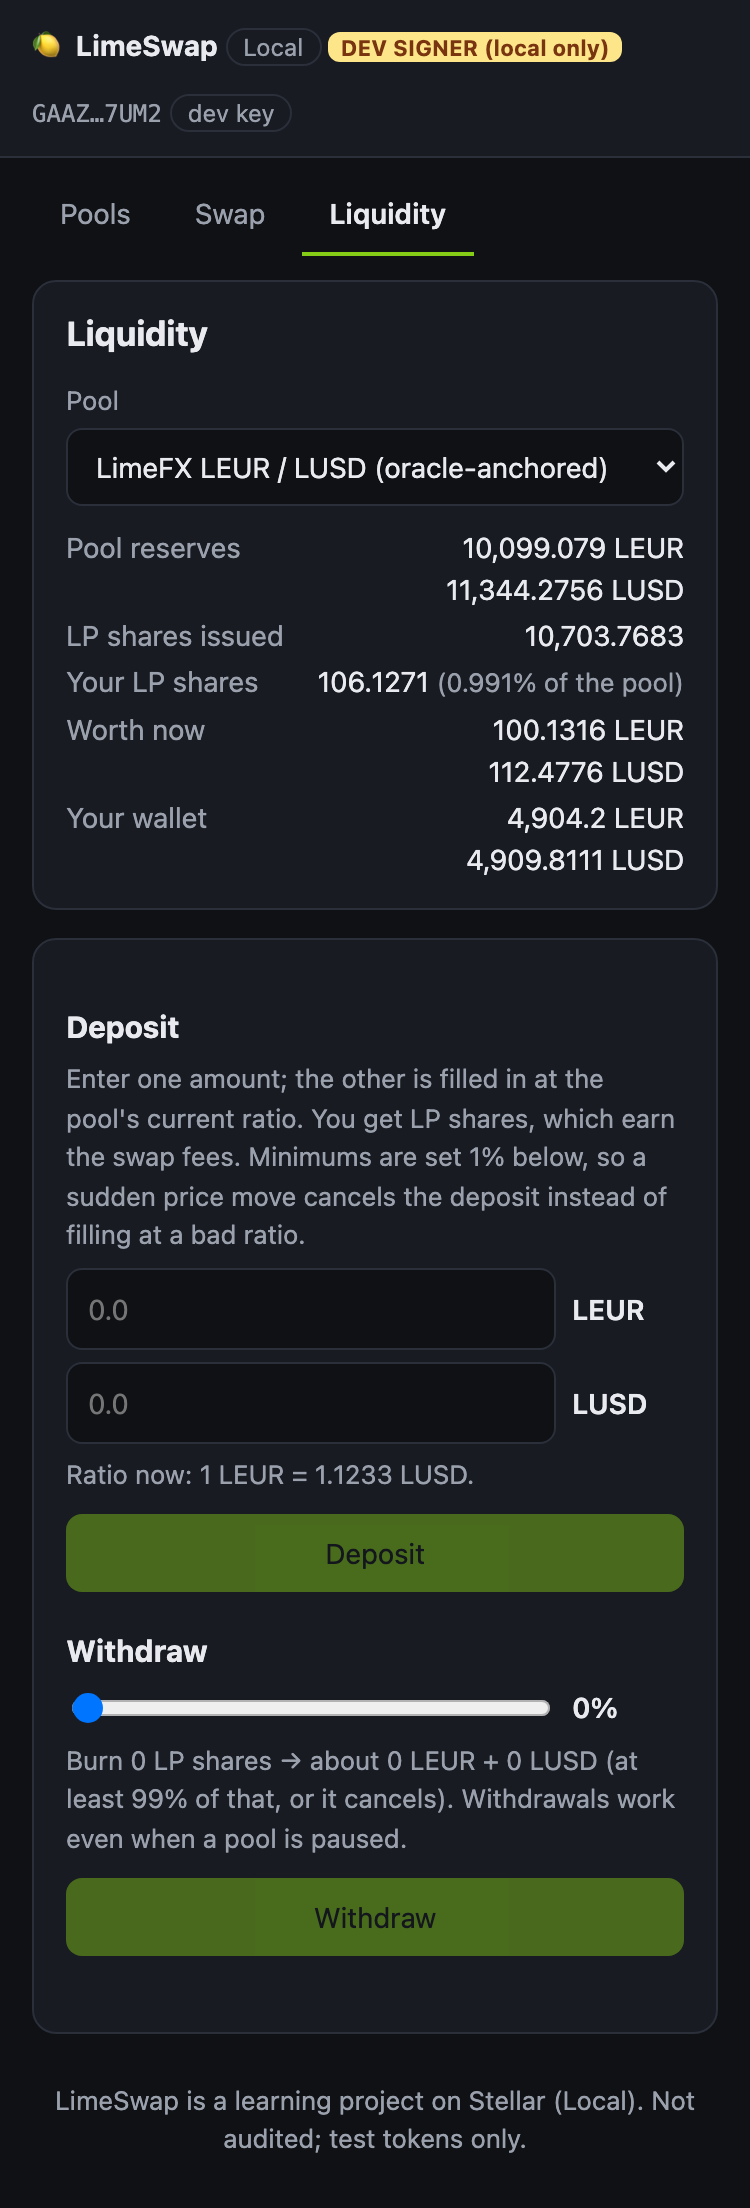 🍋 LimeSwap Local DEV SIGNER (local only)
GAAZ…7UM2 dev key
Pools Swap Liquidity
Liquidity
Pool
LimeFX LEUR / LUSD (oracle-anchored)
Pool reserves 10,099.079 LEUR
11,344.2756 LUSD
LP shares issued 10,703.7683
Your LP shares 106.1271 (0.991% of the pool)
Worth now 100.1316 LEUR
112.4776 LUSD
Your wallet 4,904.2 LEUR
4,909.8111 LUSD
Deposit
Enter one amount; the other is filled in at the
pool's current ratio. You get LP shares, which earn
the swap fees. Minimums are set 1% below, so a
sudden price move cancels the deposit instead of
filling at a bad ratio.
0.0 LEUR
0.0 LUSD
Ratio now: 1 LEUR = 1.1233 LUSD.
Deposit
Withdraw
0%
Burn 0 LP shares → about 0 LEUR + 0 LUSD (at
least 99% of that, or it cancels). Withdrawals work
even when a pool is paused.
Withdraw
LimeSwap is a learning project on Stellar (Local). Not
audited; test tokens only.